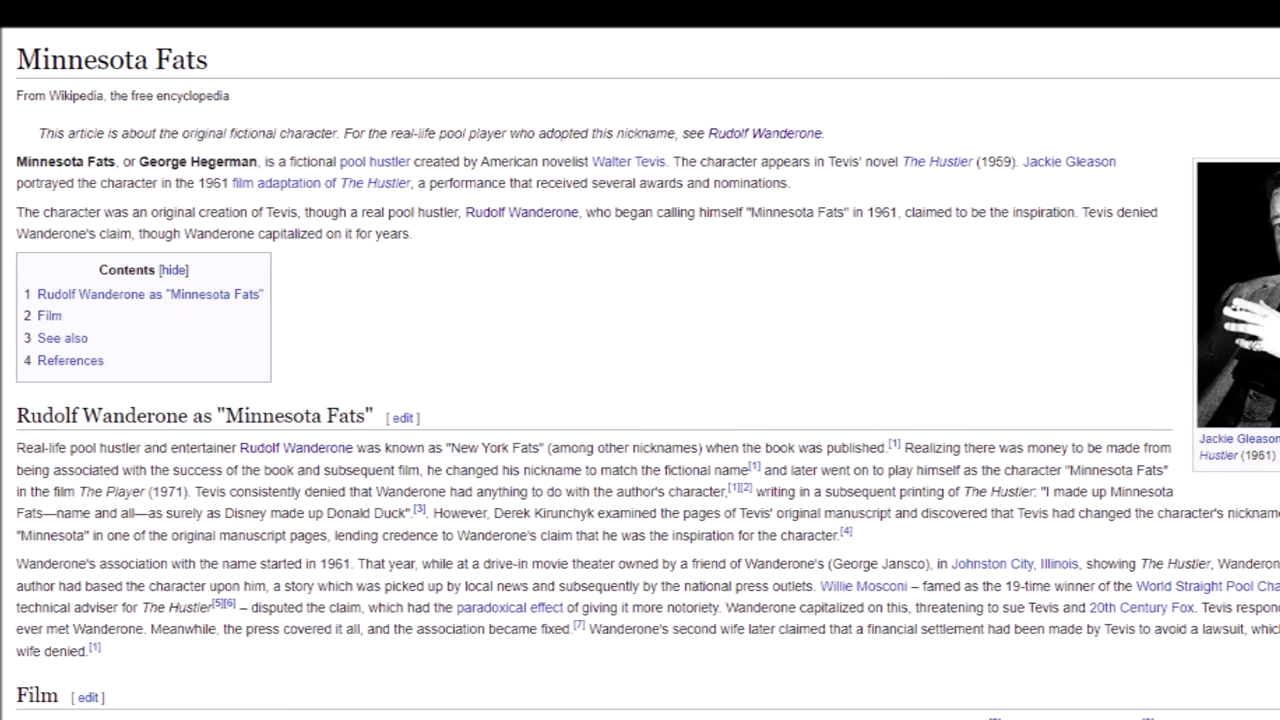 Minnesota Fats
From Wikipedia, the free encyclopedia
This article is about the original fictional character. For the real-life pool player who adopted this nickname, see Rudolf Wanderone.
Minnesota Fats, or George Hegerman, is a fictional pool hustler created by American novelist Walter Tevis. The character appears in Tevis' novel The Hustler (1959). Jackie Gleason
portrayed the character in the 1961 film adaptation of The Hustler, a performance that received several awards and nominations.
The character was an original creation of Tevis, though a real pool hustler, Rudolf Wanderone, who began calling himself "Minnesota Fats" in 1961, claimed to be the inspiration. Tevis denied
Wanderone's claim, though Wanderone capitalized on it for years.
Contents [hide]
1 Rudolf Wanderone as "Minnesota Fats"
2 Film
3 See also
4 References
Jackie Gleason
Hustler (1961)
Rudolf Wanderone as "Minnesota Fats" [ edit ]
Real-life pool hustler and entertainer Rudolf Wanderone was known as "New York Fats" (among other nicknames) when the book was published.[1] Realizing there was money to be made from
being associated with the success of the book and subsequent film, he changed his nickname to match the fictional name[1] and later went on to play himself as the character "Minnesota Fats"
in the film The Player (1971). Tevis consistently denied that Wanderone had anything to do with the author's character,[1][2] writing in a subsequent printing of The Hustler: "I made up Minnesota
Fats—name and all—as surely as Disney made up Donald Duck".[3]. However, Derek Kirunchyk examined the pages of Tevis' original manuscript and discovered that Tevis had changed the character's nickname
"Minnesota" in one of the original manuscript pages, lending credence to Wanderone's claim that he was the inspiration for the character.[4]
Wanderone's association with the name started in 1961. That year, while at a drive-in movie theater owned by a friend of Wanderone's (George Jansco), in Johnston City, Illinois, showing The Hustler, Wanderon
author had based the character upon him, a story which was picked up by local news and subsequently by the national press outlets. Willie Mosconi – famed as the 19-time winner of the World Straight Pool Cha
technical adviser for The Hustler[5][6] – disputed the claim, which had the paradoxical effect of giving it more notoriety. Wanderone capitalized on this, threatening to sue Tevis and 20th Century Fox. Tevis respon
ever met Wanderone. Meanwhile, the press covered it all, and the association became fixed.[7] Wanderone's second wife later claimed that a financial settlement had been made by Tevis to avoid a lawsuit, whic
wife denied.[1]
Film [ edit ]